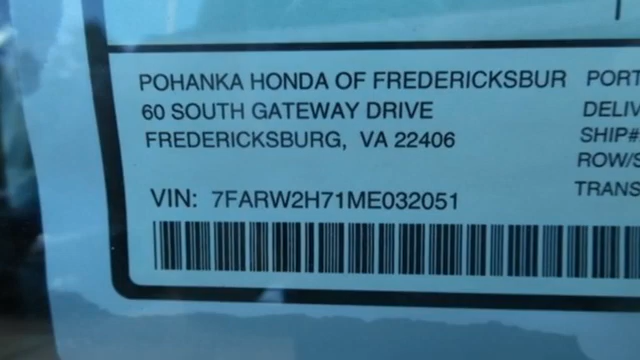 POHANKA HONDA OF FREDERICKSBUR PORT
60 SOUTH GATEWAY DRIVE DELIV
FREDERICKSBURG, VA 22406 SHIP#
ROW/S
VIN: 7FARW2H71ME032051 TRANS